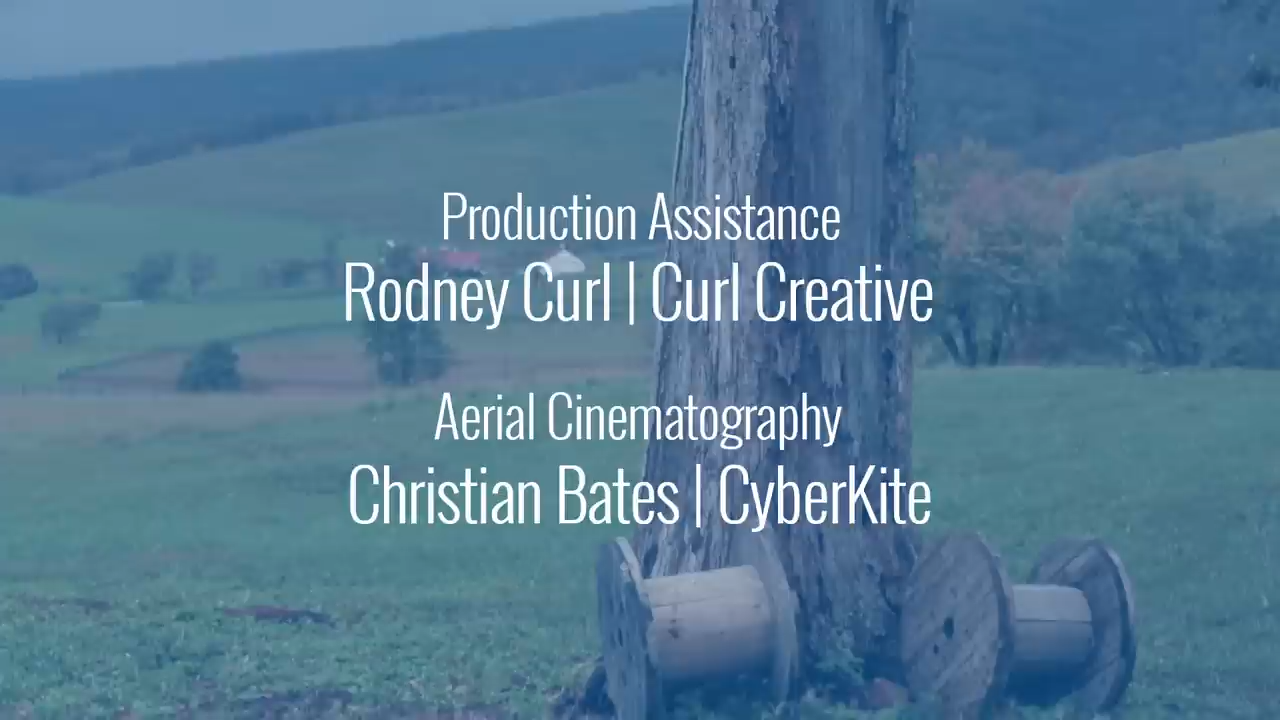 Production Assistance
Rodney Curl | Curl Creative
Aerial Cinematography
Christian Bates | CyberKite